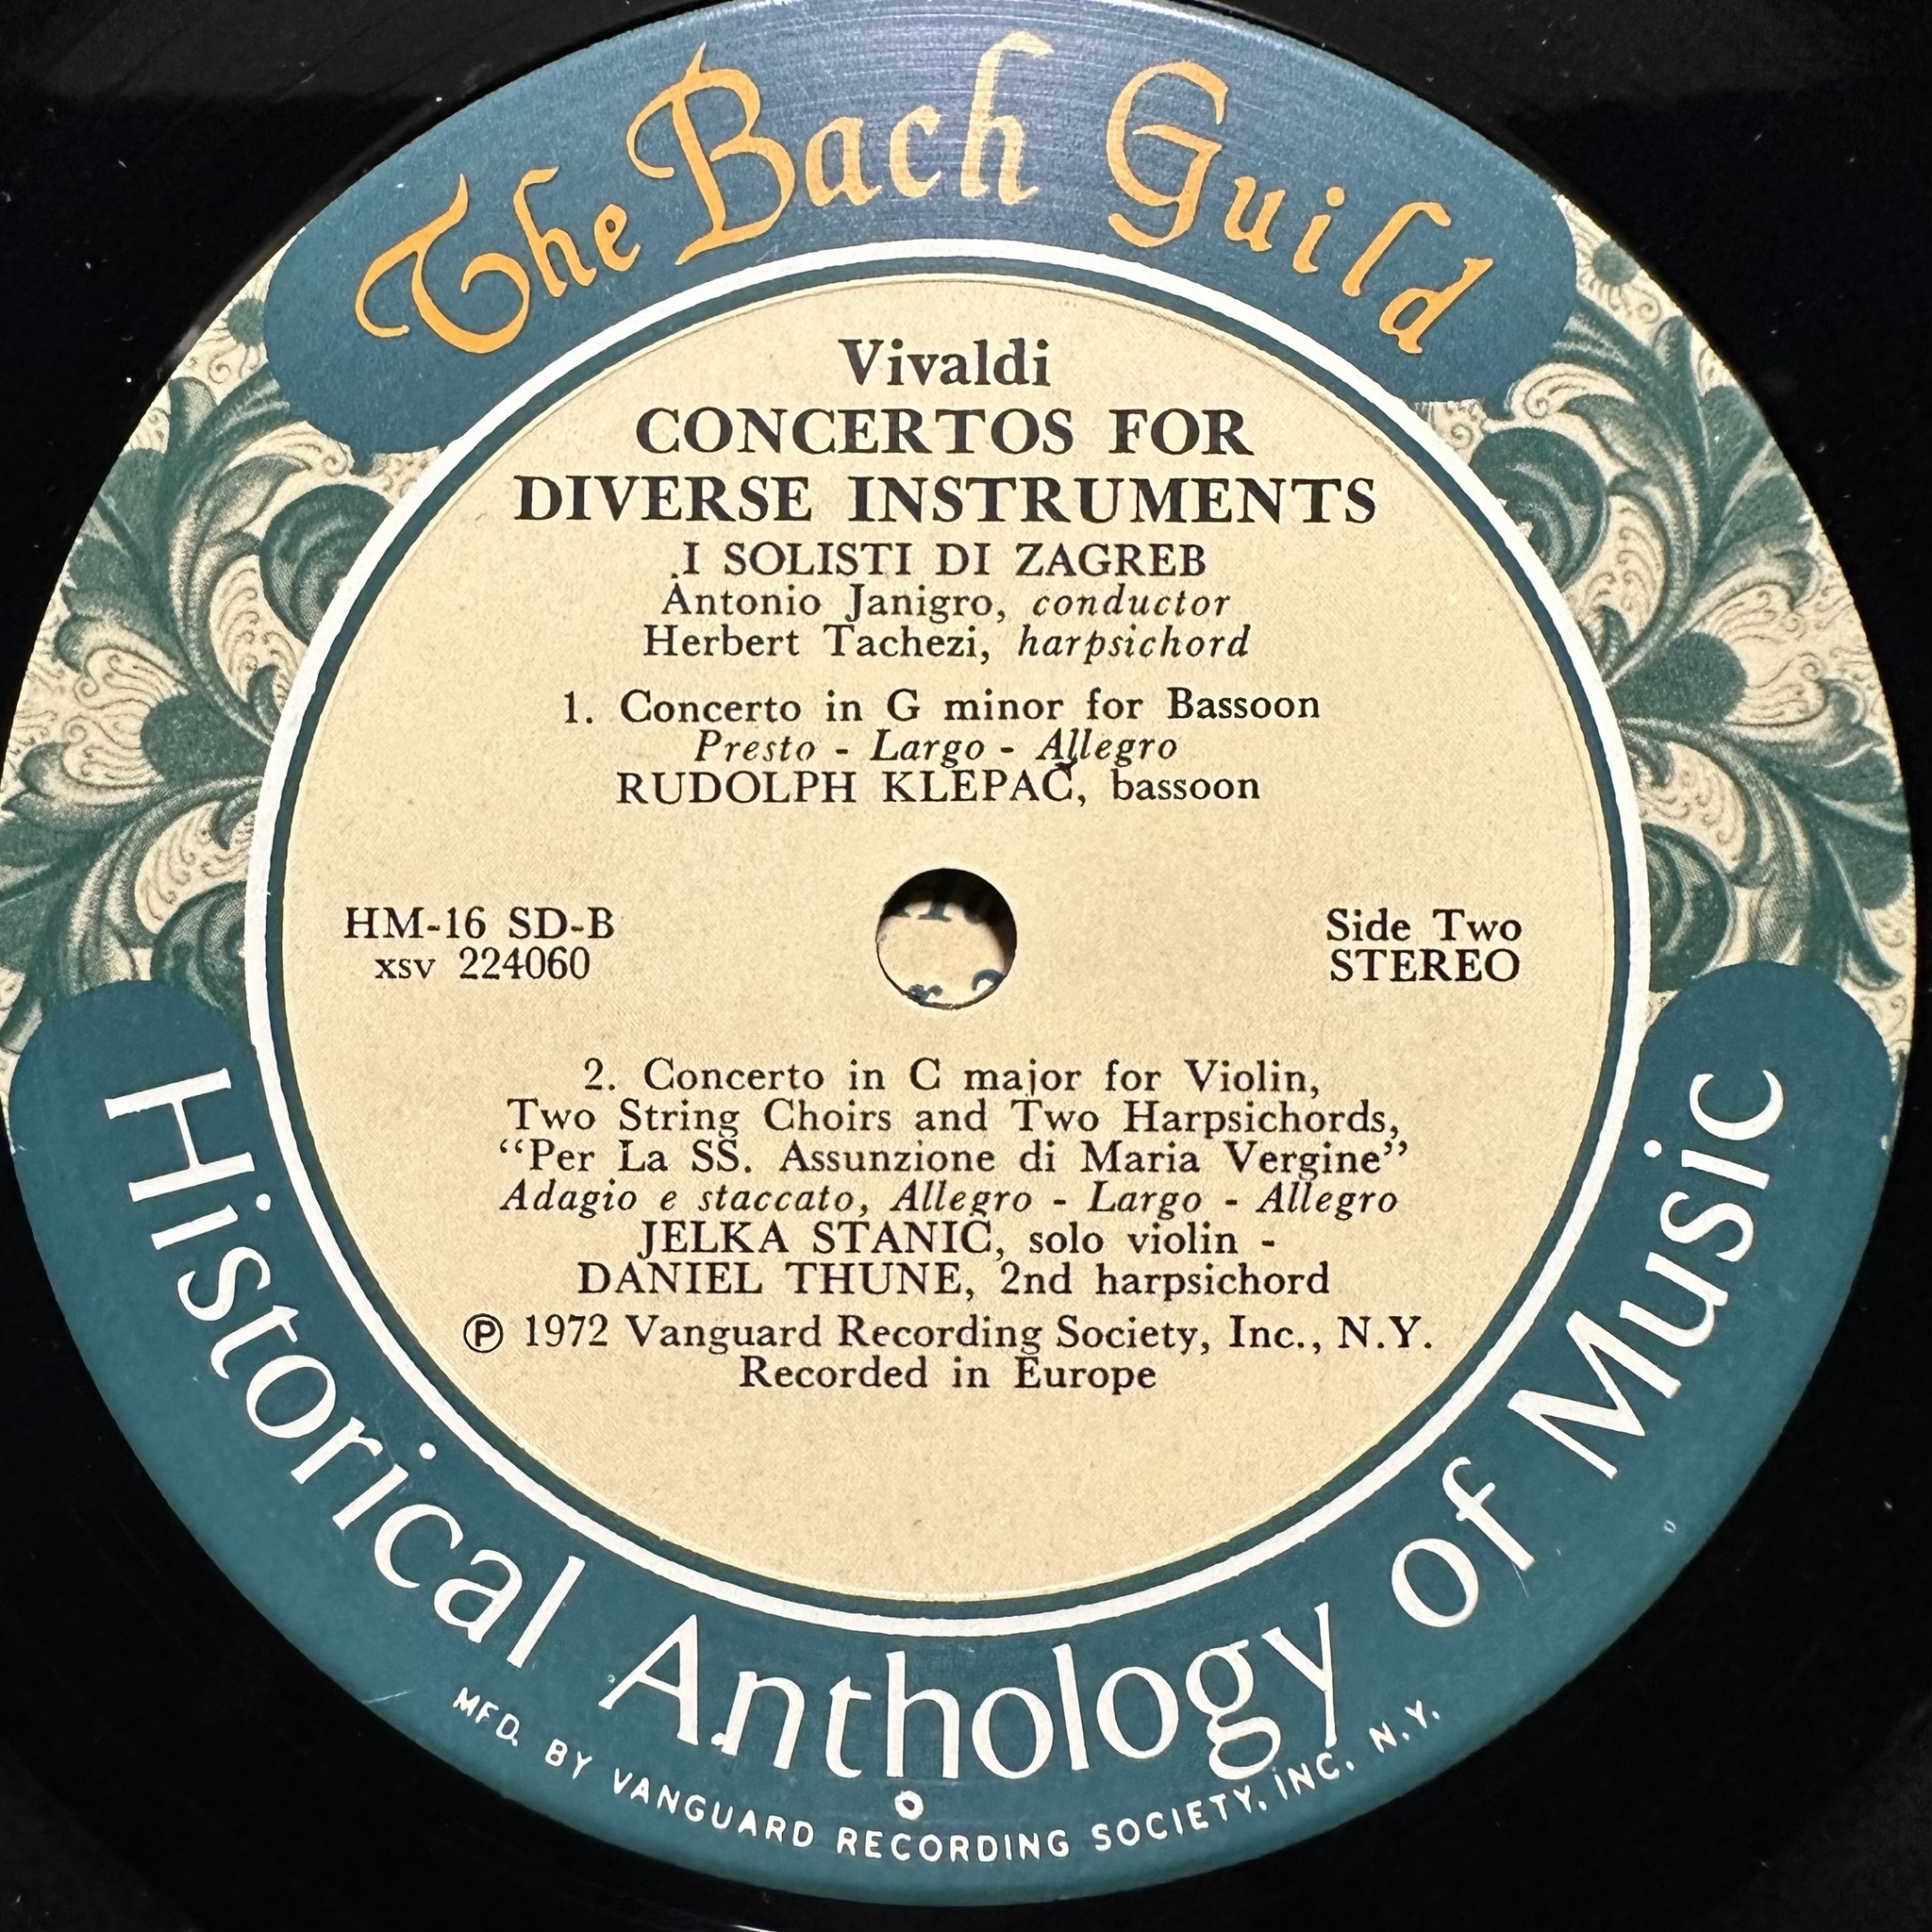 The Bach Guild
Vivaldi
CONCERTOS FOR
DIVERSE INSTRUMENTS
I SOLISTI DI ZAGREB
Antonio Janigro, conductor
Herbert Tachezi, harpsichord
1. Concerto in G minor for Bassoon
Presto - Largo - Allegro
RUDOLPH KLEPAČ, bassoon
HM-16 SD-B
xsv 224060
Side Two
STEREO
2. Concerto in C major for Violin,
Two String Choirs and Two Harpsichords,
“Per La SS. Assunzione di Maria Vergine”
Adagio e staccato, Allegro - Largo - Allegro
JELKA STANIC, solo violin -
DANIEL THUNE, 2nd harpsichord
℗ 1972 Vanguard Recording Society, Inc., N.Y.
Recorded in Europe
Historical Anthology of Music
MFD. BY VANGUARD RECORDING SOCIETY, INC. N.Y.